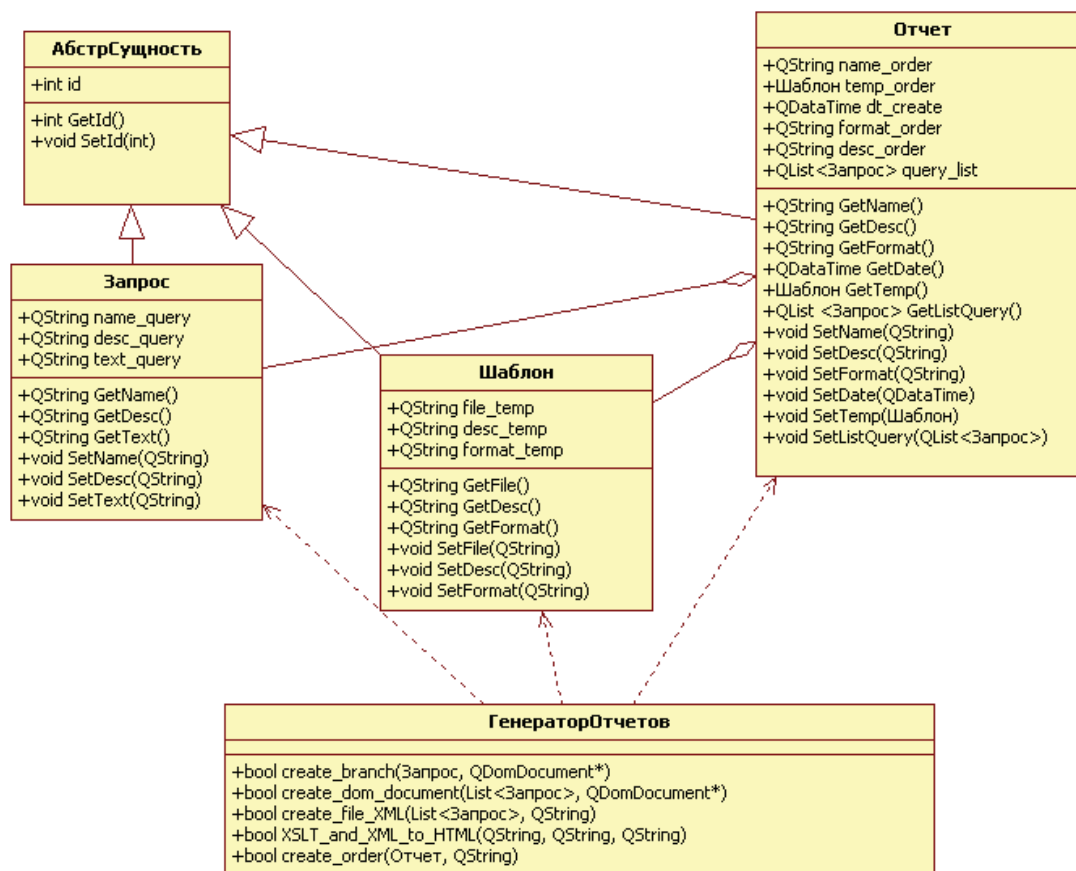 АбстрСущность
+int id
+int GetId()
+void SetId(int)
Отчет
+QString name_order
+Шаблон temp_order
+QDataTime dt_create
+QString format_order
+QString desc_order
+QList<Запрос> query_list
+QString GetName()
+QString GetDesc()
+QString GetFormat()
+QDataTime GetDate()
+Шаблон GetTemp()
+QList <Запрос> GetListQuery()
+void SetName(QString)
+void SetDesc(QString)
+void SetFormat(QString)
+void SetDate(QDataTime)
+void SetTemp(Шаблон)
+void SetListQuery(QList<Запрос>)
Запрос
+QString name_query
+QString desc_query
+QString text_query
+QString GetName()
+QString GetDesc()
+QString GetText()
+void SetName(QString)
+void SetDesc(QString)
+void SetText(QString)
Шаблон
+QString file_temp
+QString desc_temp
+QString format_temp
+QString GetFile()
+QString GetDesc()
+QString GetFormat()
+void SetFile(QString)
+void SetDesc(QString)
+void SetFormat(QString)
ГенераторОтчетов
+bool create_branch(Запрос, QDomDocument*)
+bool create_dom_document(List<Запрос>, QDomDocument*)
+bool create_file_XML(List<Запрос>, QString)
+bool XSLT_and_XML_to_HTML(QString, QString, QString)
+bool create_order(Отчет, QString)